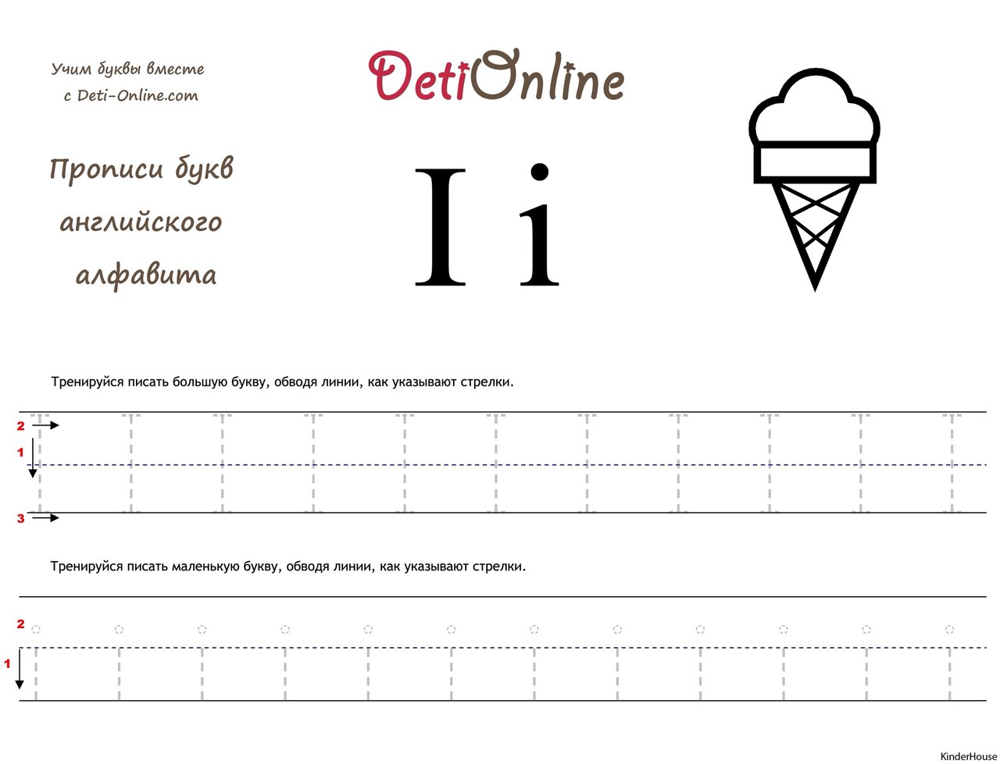 Учим буквы вместе
с Deti-Online.com
DetiOnline
Прописи букв
английского
алфавита
I i
Тренируйся писать большую букву, обводя линии, как указывают стрелки.
2
1
3
Тренируйся писать маленькую букву, обводя линии, как указывают стрелки.
2
1
KinderHouse